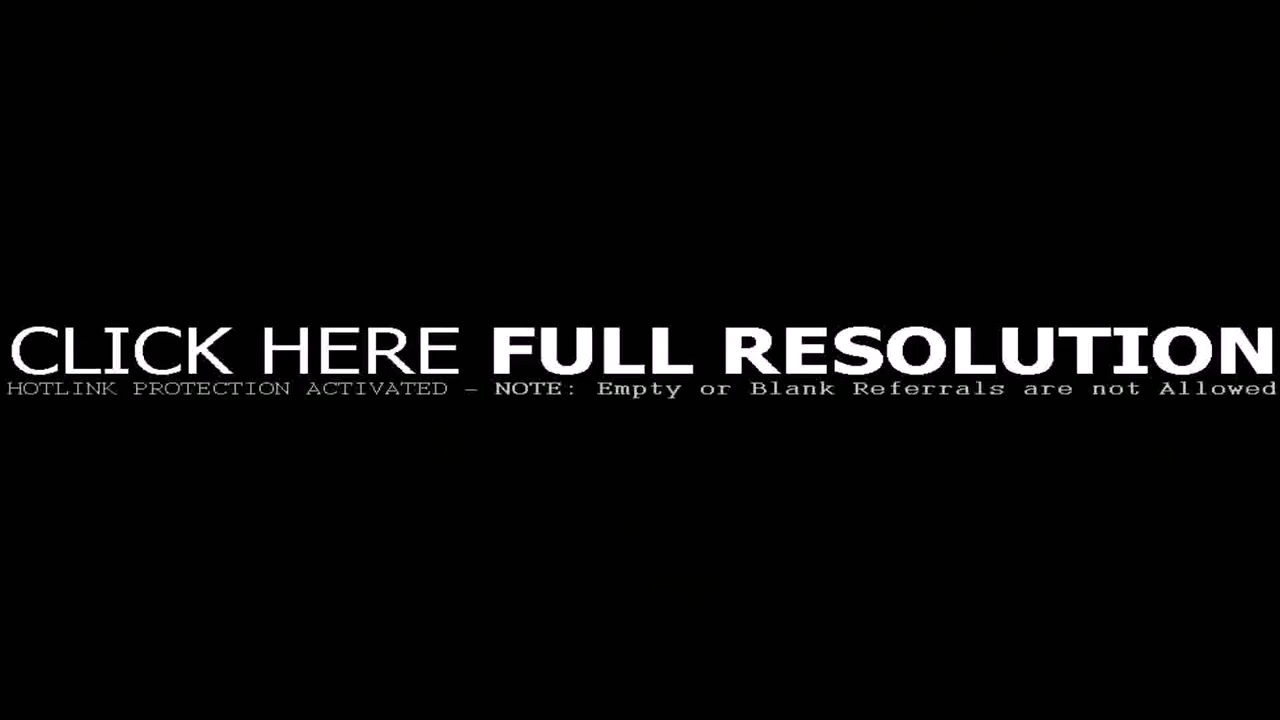 CLICK HERE FULL RESOLUTION
HOTLINK PROTECTION ACTIVATED - NOTE: Empty or Blank Referrals are not Allowed